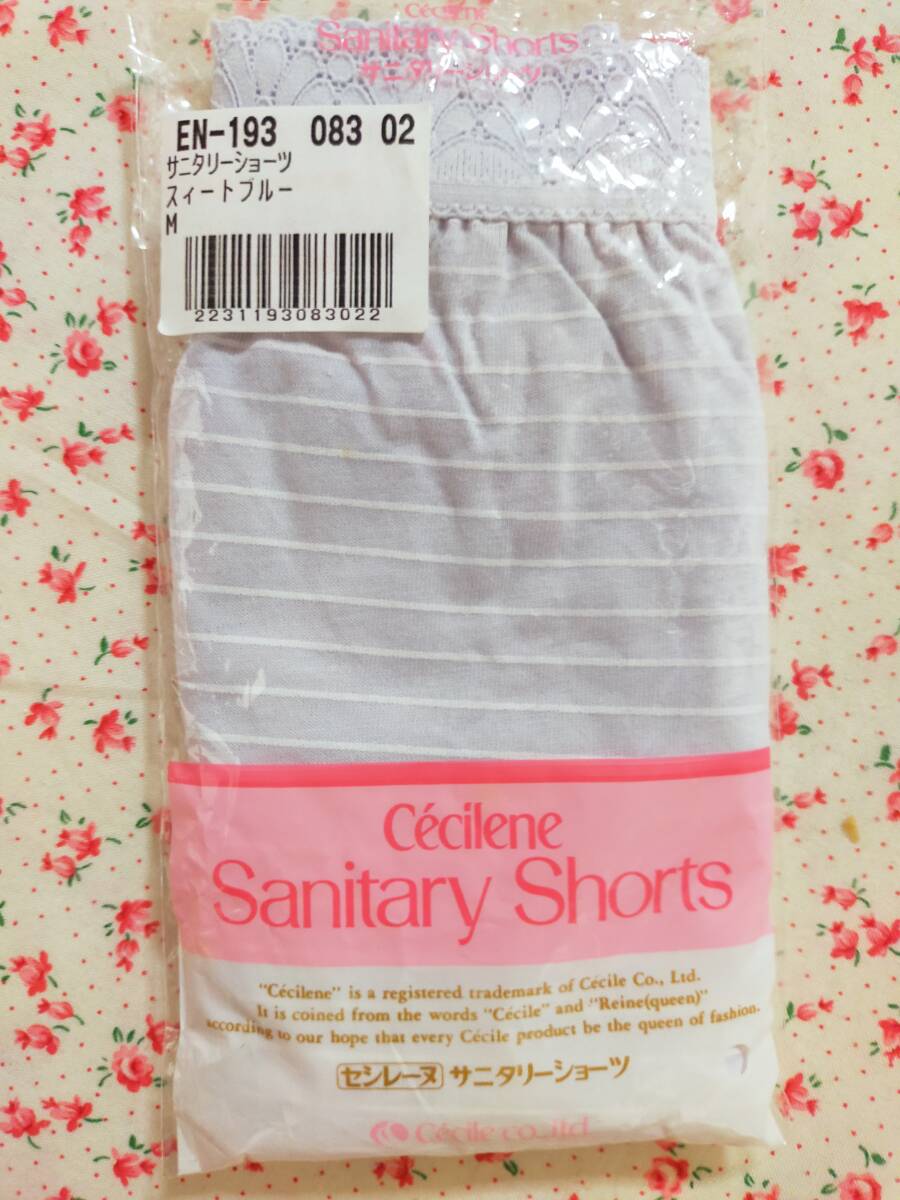 Cécilene
Sanitary Shorts
サニタリーショーツ
EN-193 083 02
サニタリーショーツ
スィートブルー
M
2231193083022
Cécilene
Sanitary Shorts
"Cécilene" is a registered trademark of Cécile Co., Ltd.
It is coined from the words "Cécile" and "Reine(queen)"
according to our hope that every Cécile product be the queen of fashion.
セシレーヌ サニタリーショーツ
Cécile co.,ltd.